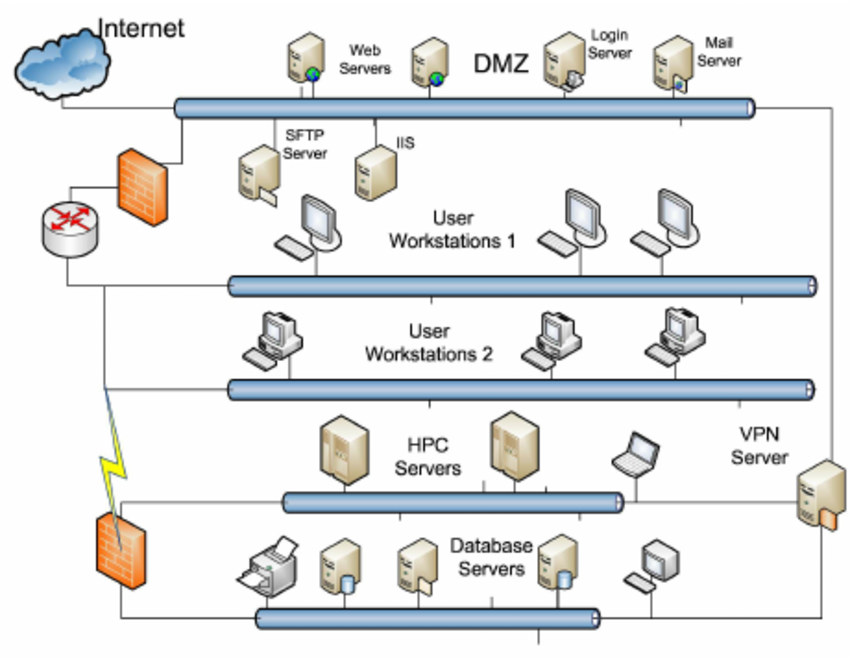 Internet
Web
Servers
DMZ
Login
Server
Mail
Server
SFTP
Server
IIS
User
Workstations 1
User
Workstations 2
HPC
Servers
VPN
Server
Database
Servers